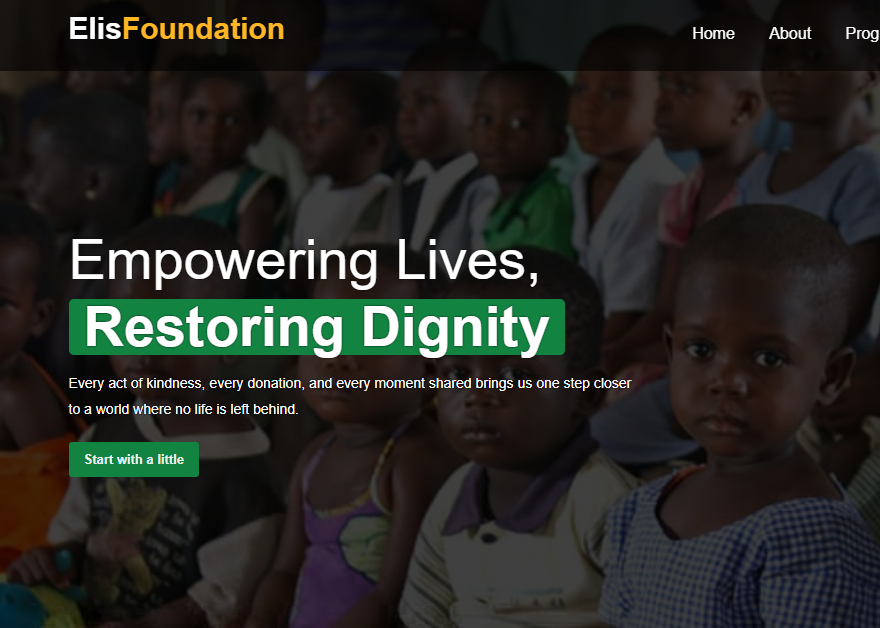 ElisFoundation
Home About Prog
Empowering Lives,
Restoring Dignity
Every act of kindness, every donation, and every moment shared brings us one step closer
to a world where no life is left behind.
Start with a little